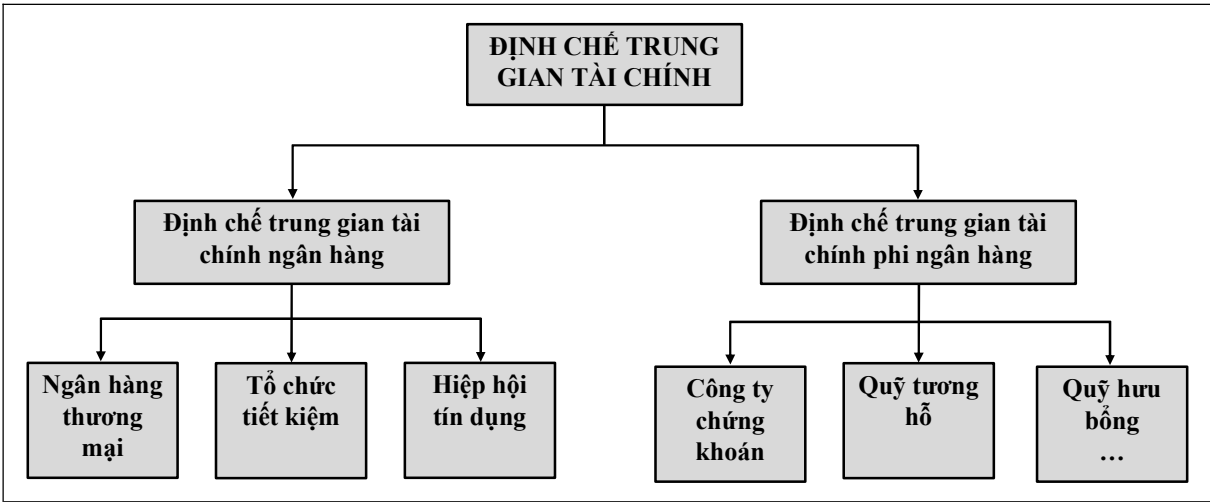 ĐỊNH CHẾ TRUNG
GIAN TÀI CHÍNH
Định chế trung gian tài
chính ngân hàng
Định chế trung gian tài
chính phi ngân hàng
Ngân hàng
thương
mại
Tổ chức
tiết kiệm
Hiệp hội
tín dụng
Công ty
chứng
khoán
Quỹ tương
hỗ
Quỹ hưu
bổng
…